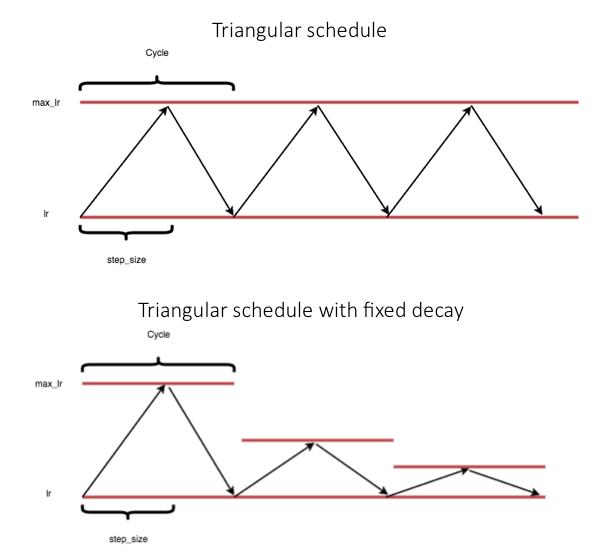 Triangular schedule
Cycle
max_lr
lr
step_size
Triangular schedule with fixed decay
Cycle
max_lr
lr
step_size